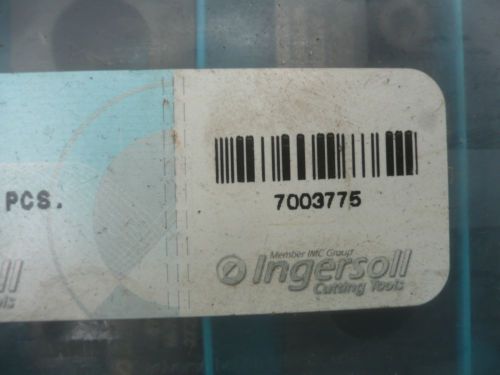 PCS.
7003775
Member IMC Group
Ingersoll
Cutting Tools